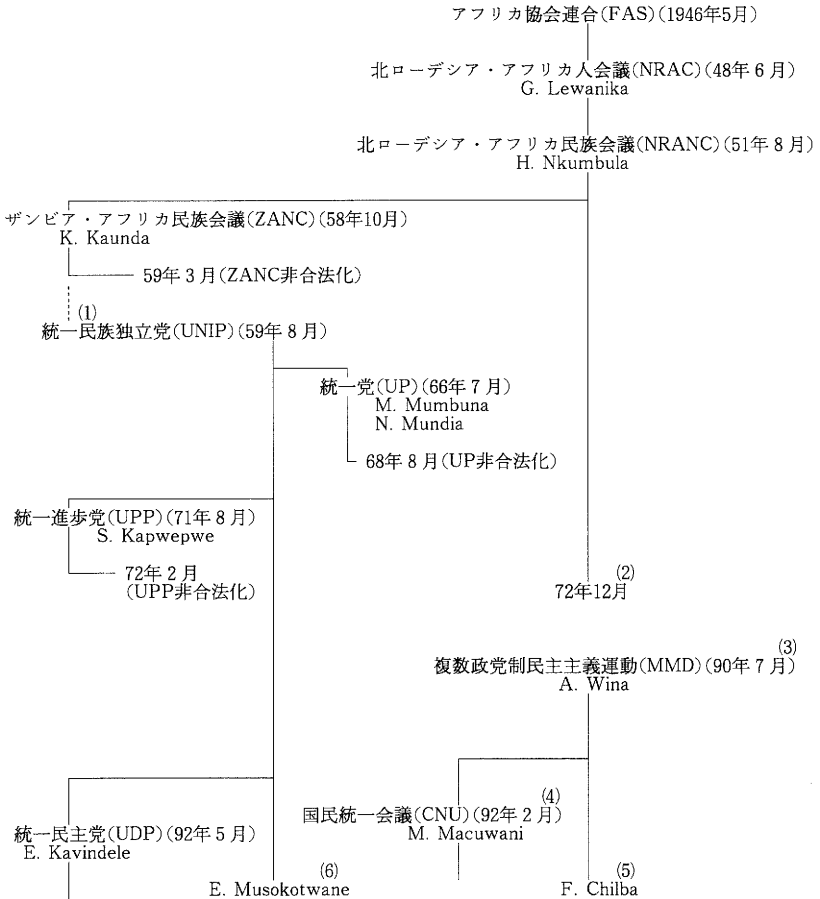 アフリカ協会連合(FAS)(1946年5月)
北ローデシア・アフリカ人会議(NRAC)(48年6月)
G. Lewanika
北ローデシア・アフリカ民族会議(NRANC)(51年8月)
H. Nkumbula
ザンビア・アフリカ民族会議(ZANC)(58年10月)
K. Kaunda
59年3月(ZANC非合法化)
(1)
統一民族独立党(UNIP)(59年8月)
統一党(UP)(66年7月)
M. Mumbuna
N. Mundia
68年8月(UP非合法化)
統一進歩党(UPP)(71年8月)
S. Kapwepwe
72年2月
(UPP非合法化)
(2)
72年12月
(3)
複数政党制民主主義運動(MMD)(90年7月)
A. Wina
(4)
国民統一会議(CNU)(92年2月)
M. Macuwani
統一民主党(UDP)(92年5月)
E. Kavindele
(6)
E. Musokotwane
(5)
F. Chilba